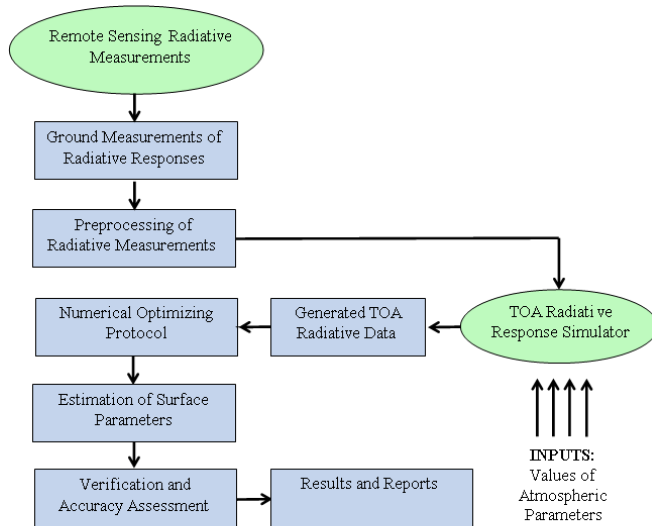 Remote Sensing Radiative
Measurements
Ground Measurements of
Radiative Responses
Preprocessing of
Radiative Measurements
Numerical Optimizing
Protocol
Generated TOA
Radiative Data
TOA Radiative
Response Simulator
Estimation of Surface
Parameters
Verification and
Accuracy Assessment
Results and Reports
INPUTS:
Values of
Atmospheric
Parameters